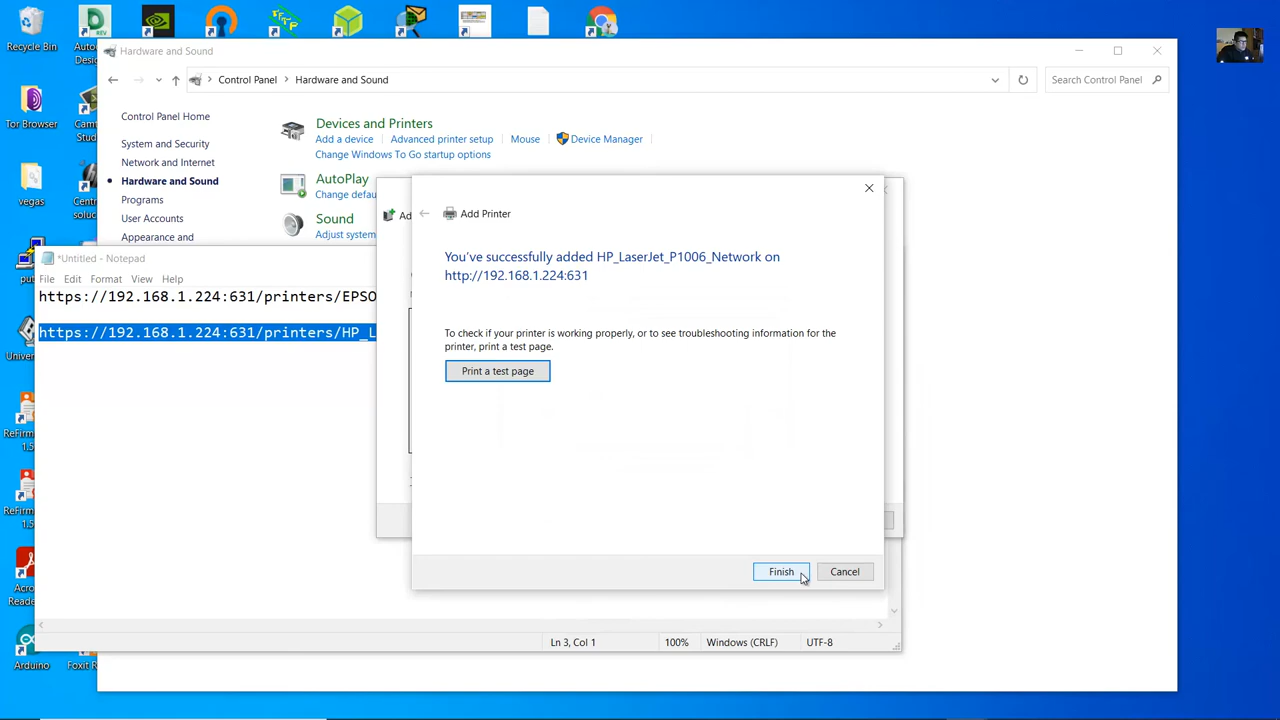 Recycle Bin
Tor Browser
vegas
Arduino
Hardware and Sound
Control Panel
Hardware and Sound
Search Control Panel
Control Panel Home
System and Security
Network and Internet
Hardware and Sound
Programs
User Accounts
Appearance and
Devices and Printers
Add a device
Advanced printer setup
Mouse
Device Manager
Change Windows To Go startup options
AutoPlay
Change defau
Sound
Adjust system
Ad
*Untitled - Notepad
File Edit Format View Help
https://192.168.1.224:631/printers/EPSO
https://192.168.1.224:631/printers/HP_L
Ln 3, Col 1
100%
Windows (CRLF)
UTF-8
Add Printer
You've successfully added HP_LaserJet_P1006_Network on
http://192.168.1.224:631
To check if your printer is working properly, or to see troubleshooting information for the
printer, print a test page.
Print a test page
Finish
Cancel